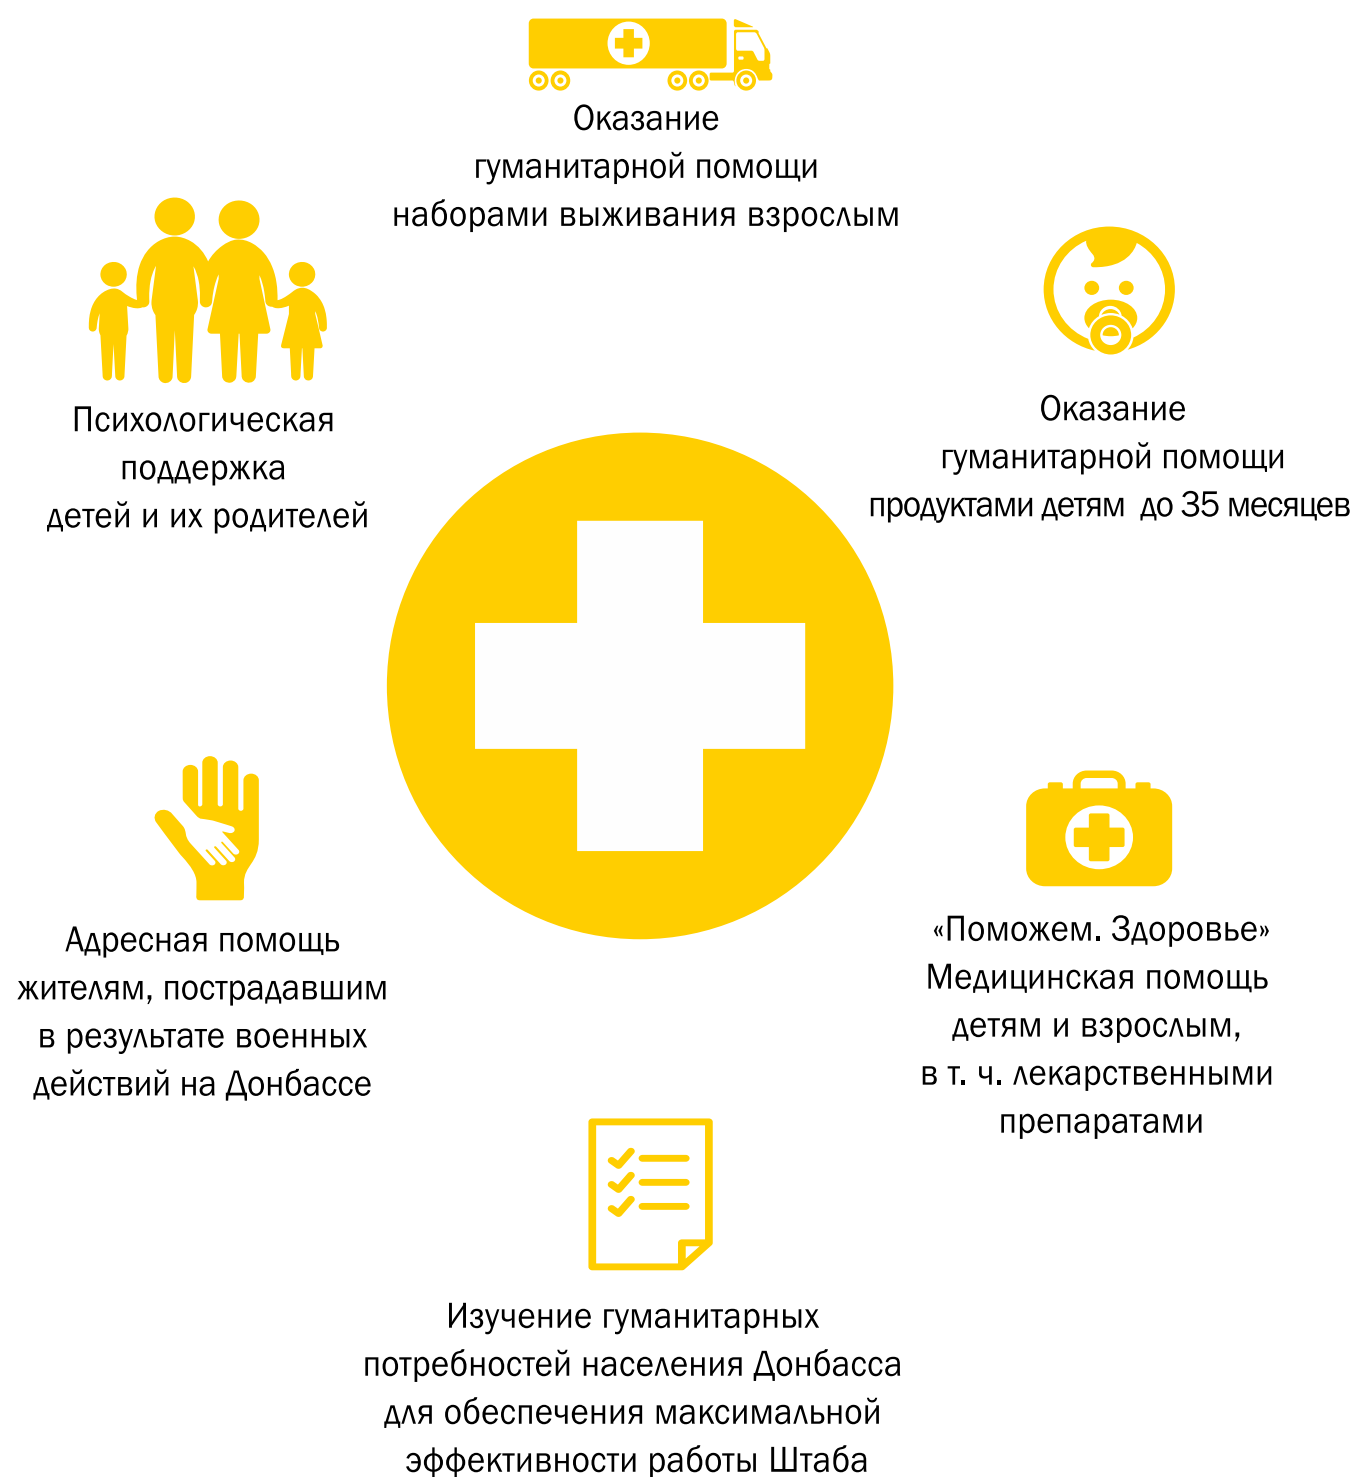 Оказание
гуманитарной помощи
наборами выживания взрослым
Психологическая
поддержка
детей и их родителей
Оказание
гуманитарной помощи
продуктами детям до 35 месяцев
Адресная помощь
жителям, пострадавшим
в результате военных
действий на Донбассе
«Поможем. Здоровье»
Медицинская помощь
детям и взрослым,
в т. ч. лекарственными
препаратами
Изучение гуманитарных
потребностей населения Донбасса
для обеспечения максимальной
эффективности работы Штаба